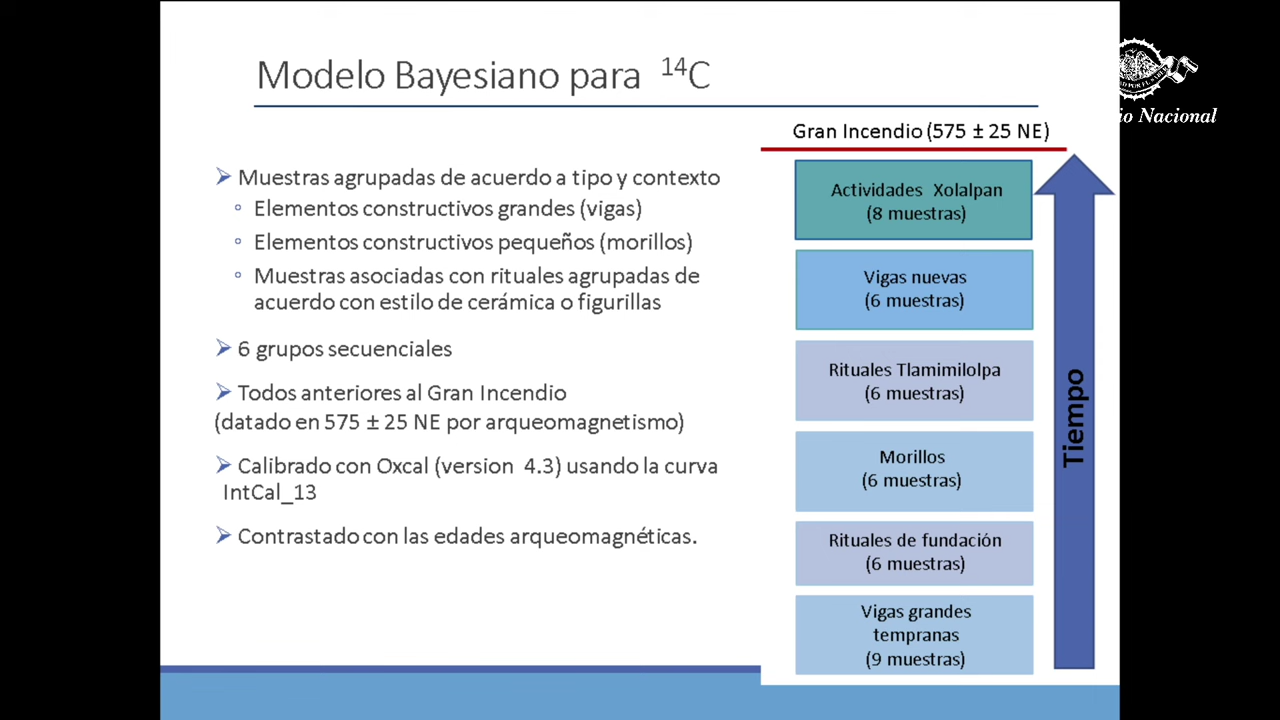 Modelo Bayesiano para ¹⁴C
Gran Incendio (575 ± 25 NE)
➢ Muestras agrupadas de acuerdo a tipo y contexto
◦ Elementos constructivos grandes (vigas)
◦ Elementos constructivos pequeños (morillos)
◦ Muestras asociadas con rituales agrupadas de
acuerdo con estilo de cerámica o figurillas
➢ 6 grupos secuenciales
➢ Todos anteriores al Gran Incendio
(datado en 575 ± 25 NE por arqueomagnetismo)
➢ Calibrado con Oxcal (version 4.3) usando la curva
IntCal_13
➢ Contrastado con las edades arqueomagnéticas.
Actividades Xolalpan
(8 muestras)
Vigas nuevas
(6 muestras)
Rituales Tlamimilolpa
(6 muestras)
Morillos
(6 muestras)
Rituales de fundación
(6 muestras)
Vigas grandes
tempranas
(9 muestras)
Tiempo
io Nacional